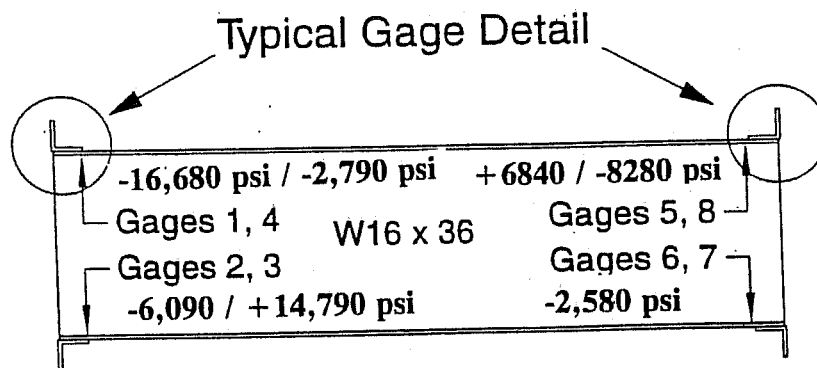 Typical Gage Detail
-16,680 psi / -2,790 psi +6840 / -8280 psi
Gages 1, 4 W16 x 36 Gages 5, 8
Gages 2, 3 Gages 6, 7
-6,090 / +14,790 psi -2,580 psi